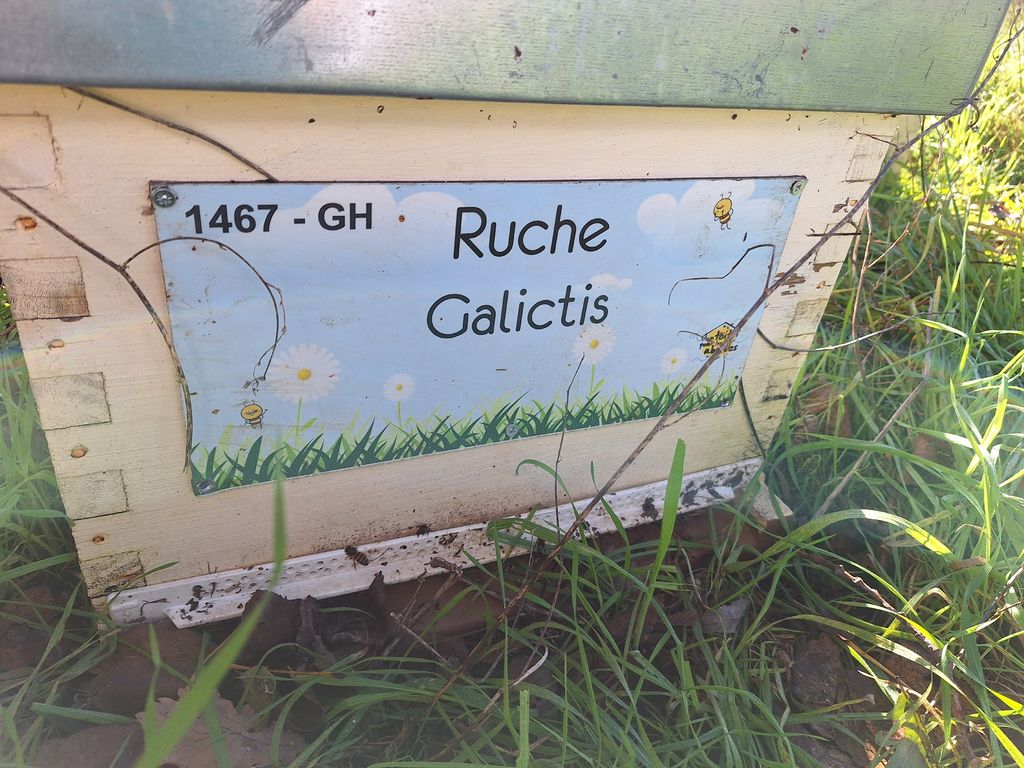 1467 - GH
Ruche
Galictis